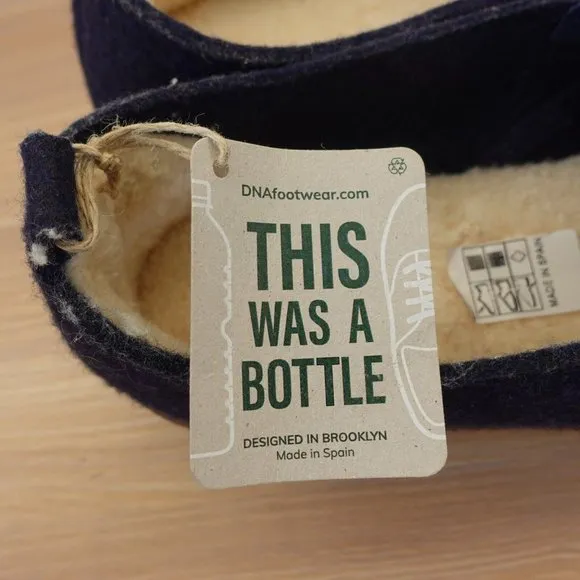 DNAfootwear.com
THIS
WAS A
BOTTLE
DESIGNED IN BROOKLYN
Made in Spain
MADE IN SPAIN